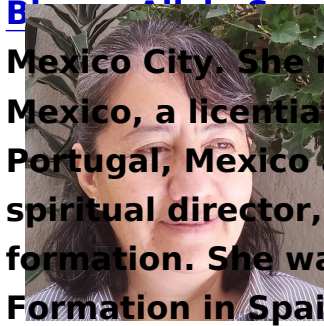 Mexico City. She
Mexico, a licentia
Portugal, Mexico
spiritual director,
formation. She wa
Formation in Spai